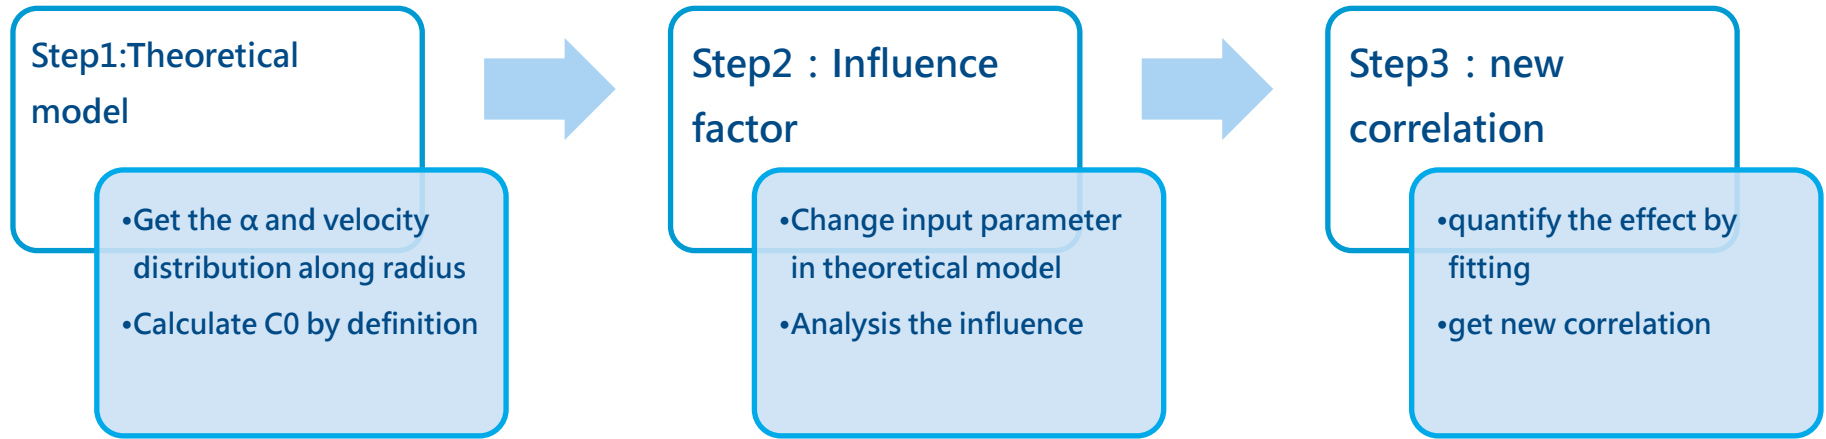 Step1:Theoretical
model
•Get the α and velocity
distribution along radius
•Calculate C0 by definition
Step2：Influence
factor
•Change input parameter
in theoretical model
•Analysis the influence
Step3：new
correlation
•quantify the effect by
fitting
•get new correlation